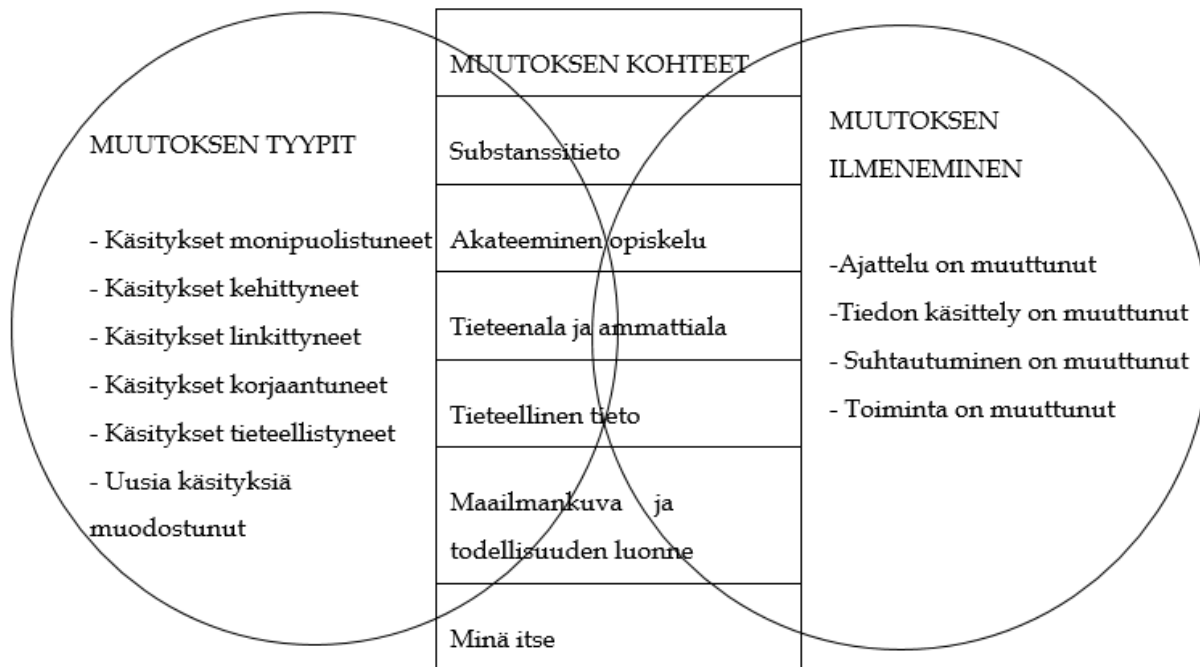 MUUTOKSEN TYYPIT
- Käsitykset monipuolistuneet
- Käsitykset kehittyneet
- Käsitykset linkittyneet
- Käsitykset korjaantuneet
- Käsitykset tieteellistyneet
- Uusia käsityksiä
muodostunut
MUUTOKSEN KOHTEET
Substanssitieto
Akateeminen opiskelu
Tieteenala ja ammattiala
Tieteellinen tieto
Maailmankuva ja
todellisuuden luonne
Minä itse
MUUTOKSEN
ILMENEMINEN
-Ajattelu on muuttunut
-Tiedon käsittely on muuttunut
- Suhtautuminen on muuttunut
- Toiminta on muuttunut